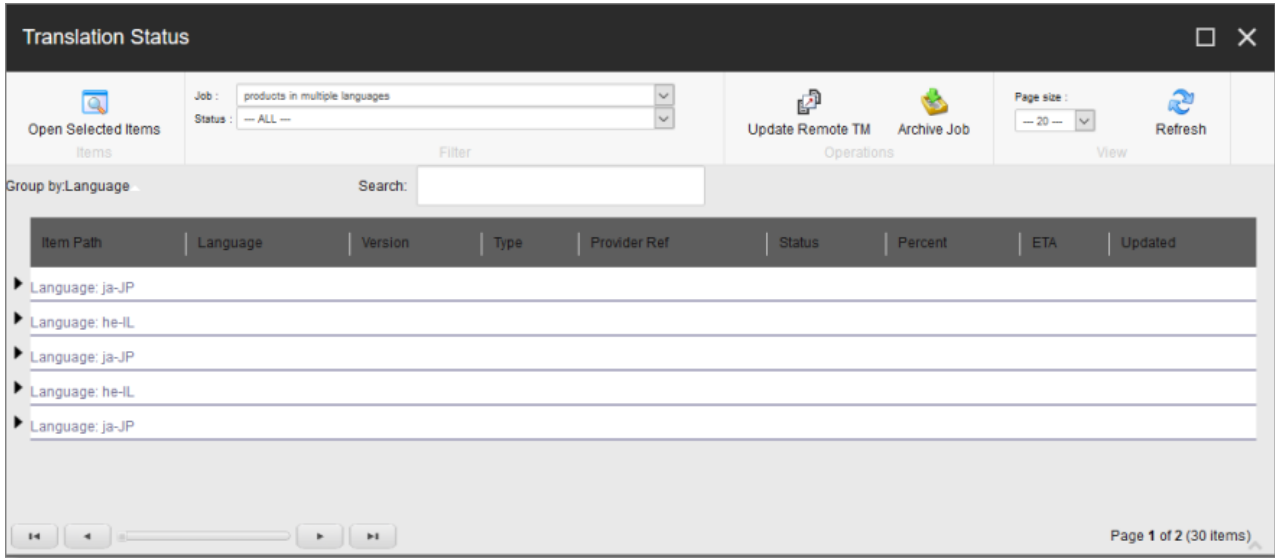 Translation Status
Job : products in multiple languages
Status : --- ALL ---
Open Selected Items
Items
Filter
Update Remote TM
Archive Job
Operations
Page size :
--- 20 ---
Refresh
View
Group by:Language
Search:
Item Path Language Version Type Provider Ref Status Percent ETA Updated
Language: ja-JP
Language: he-IL
Language: ja-JP
Language: he-IL
Language: ja-JP
Page 1 of 2 (30 items)